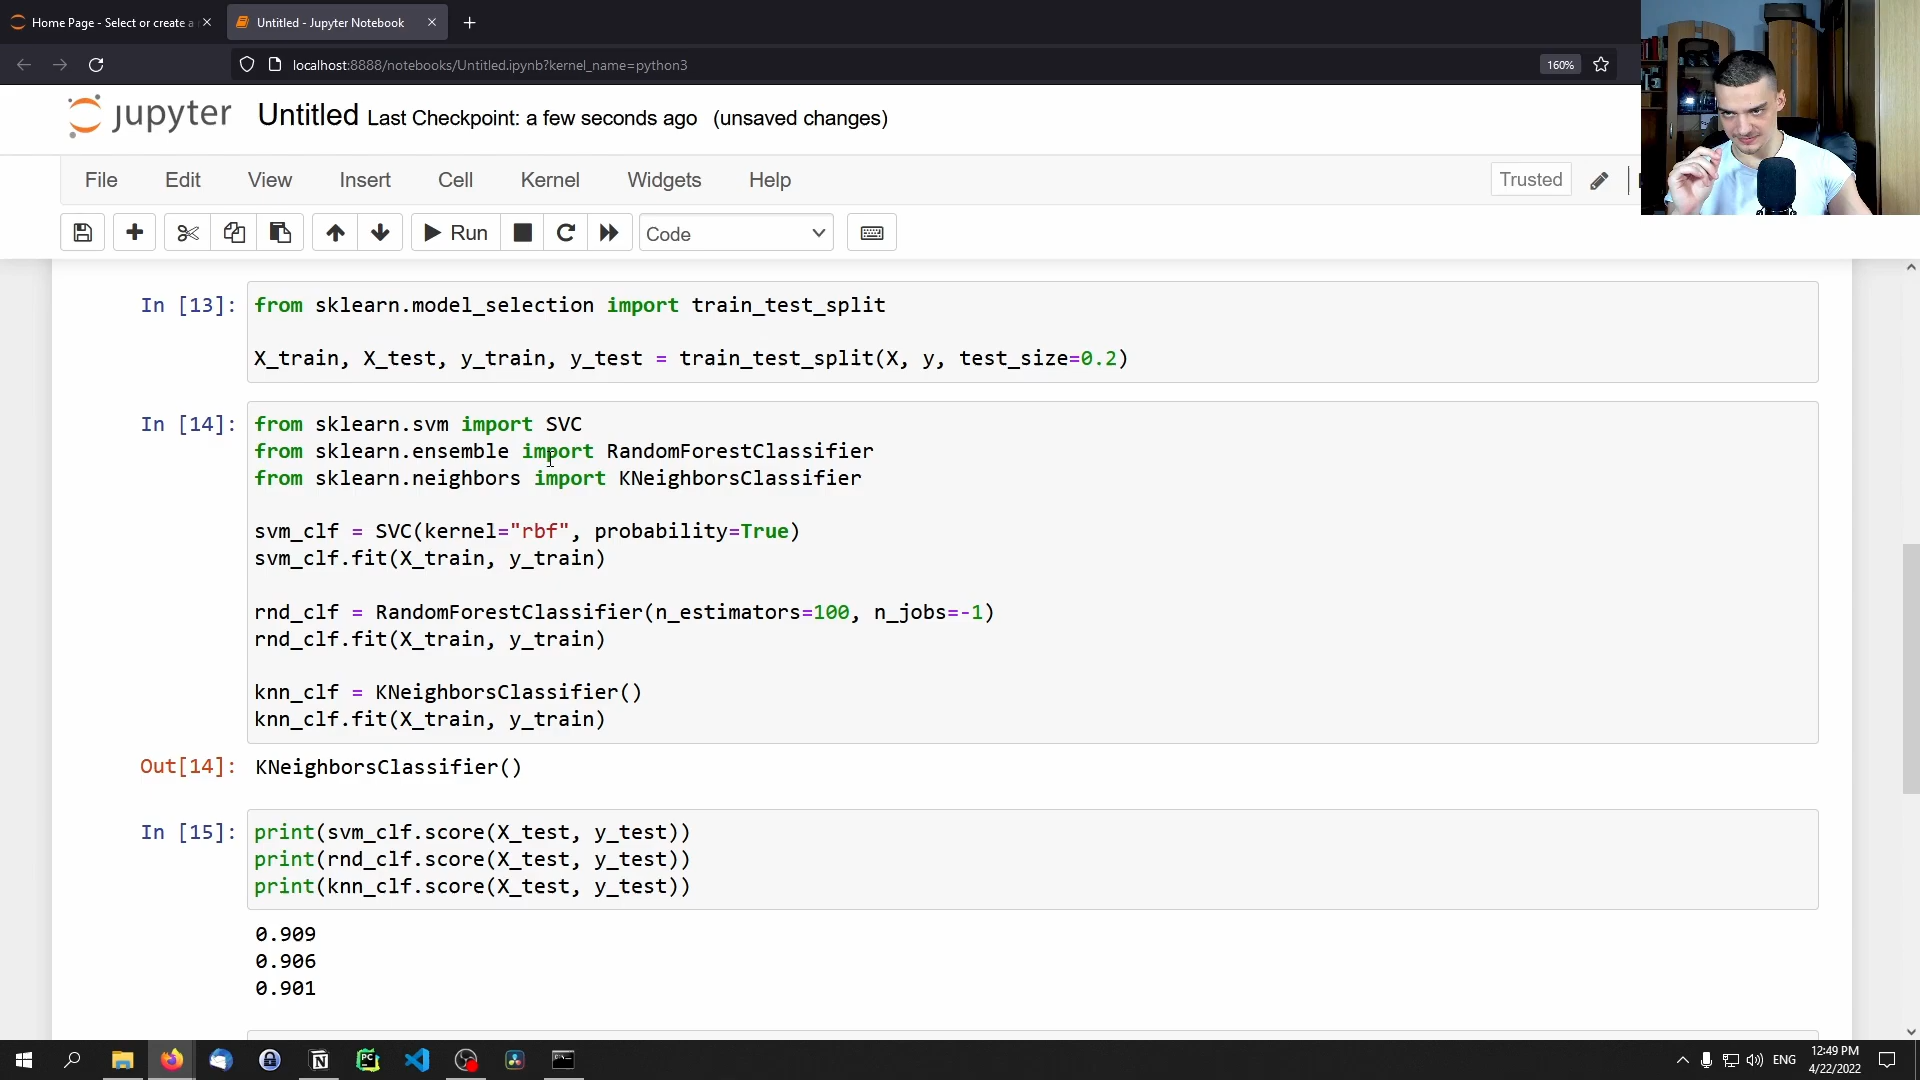 Home Page - Select or create a
Untitled - Jupyter Notebook
localhost:8888/notebooks/Untitled.ipynb?kernel_name=python3
160%
jupyter Untitled Last Checkpoint: a few seconds ago (unsaved changes)
File Edit View Insert Cell Kernel Widgets Help Trusted
Run Code
In [13]: from sklearn.model_selection import train_test_split
X_train, X_test, y_train, y_test = train_test_split(X, y, test_size=0.2)
In [14]: from sklearn.svm import SVC
from sklearn.ensemble import RandomForestClassifier
from sklearn.neighbors import KNeighborsClassifier
svm_clf = SVC(kernel="rbf", probability=True)
svm_clf.fit(X_train, y_train)
rnd_clf = RandomForestClassifier(n_estimators=100, n_jobs=-1)
rnd_clf.fit(X_train, y_train)
knn_clf = KNeighborsClassifier()
knn_clf.fit(X_train, y_train)
Out[14]: KNeighborsClassifier()
In [15]: print(svm_clf.score(X_test, y_test))
print(rnd_clf.score(X_test, y_test))
print(knn_clf.score(X_test, y_test))
0.909
0.906
0.901
ENG
12:49 PM
4/22/2022